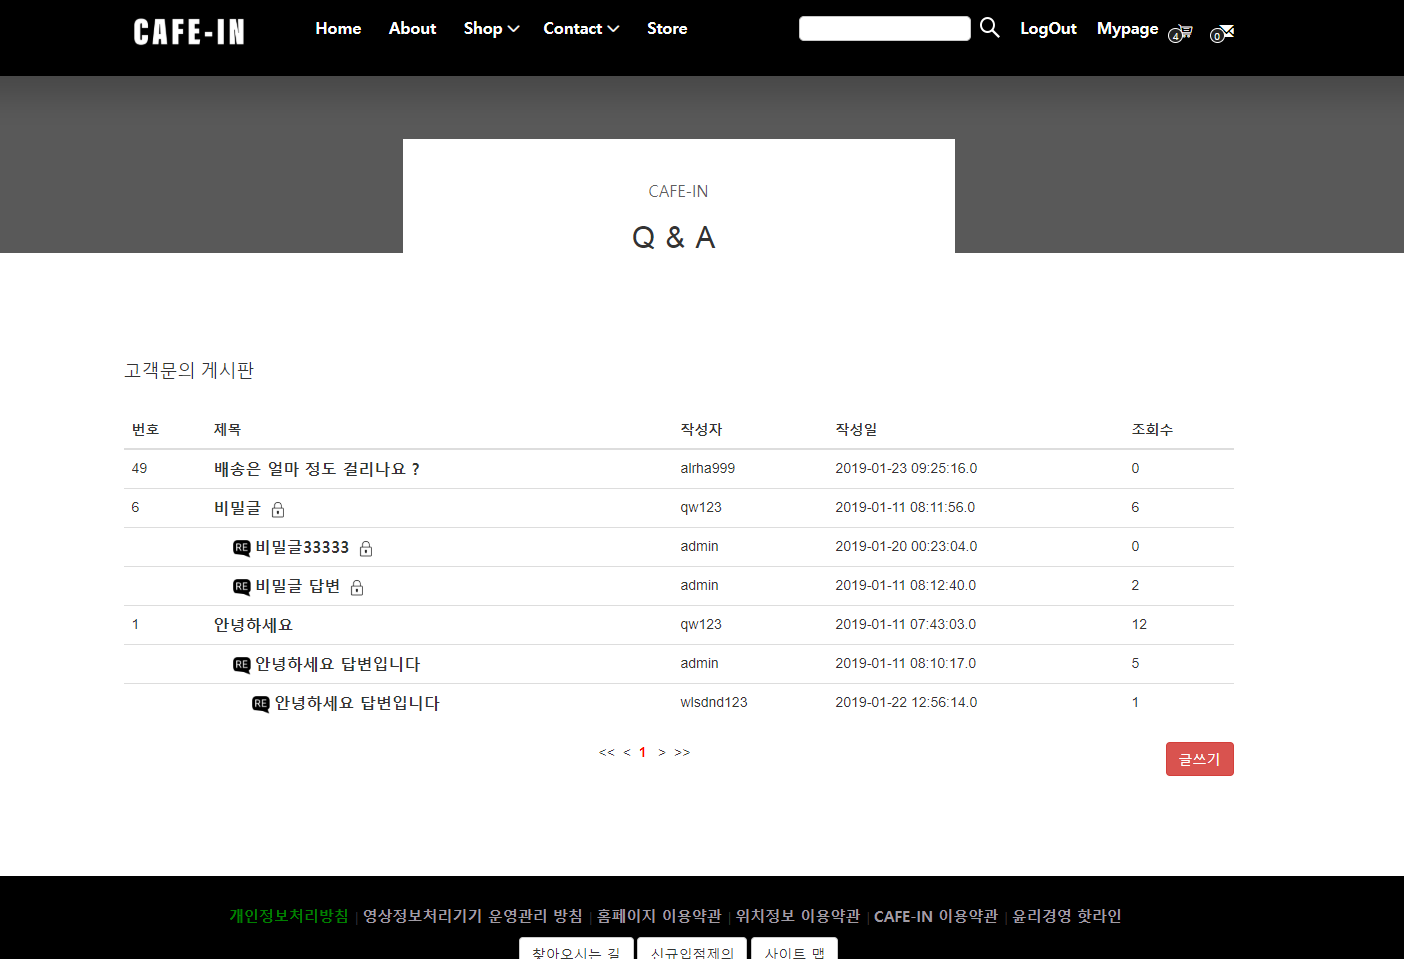 CAFE-IN Home About Shop Contact Store LogOut Mypage 4 0
CAFE-IN
Q & A
고객문의 게시판
번호 제목 작성자 작성일 조회수
49 배송은 얼마 정도 걸리나요 ? alrha999 2019-01-23 09:25:16.0 0
6 비밀글 qw123 2019-01-11 08:11:56.0 6
RE 비밀글33333 admin 2019-01-20 00:23:04.0 0
RE 비밀글 답변 admin 2019-01-11 08:12:40.0 2
1 안녕하세요 qw123 2019-01-11 07:43:03.0 12
RE 안녕하세요 답변입니다 admin 2019-01-11 08:10:17.0 5
RE 안녕하세요 답변입니다 wlsdnd123 2019-01-22 12:56:14.0 1
<< < 1 > >> 글쓰기
개인정보처리방침 | 영상정보처리기기 운영관리 방침 | 홈페이지 이용약관 | 위치정보 이용약관 | CAFE-IN 이용약관 | 윤리경영 핫라인
찾아오시는 길 신규입점제의 사이트 맵